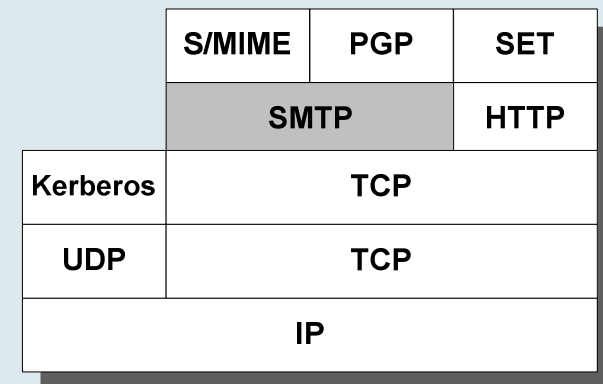 S/MIME PGP SET
SMTP HTTP
Kerberos TCP
UDP TCP
IP